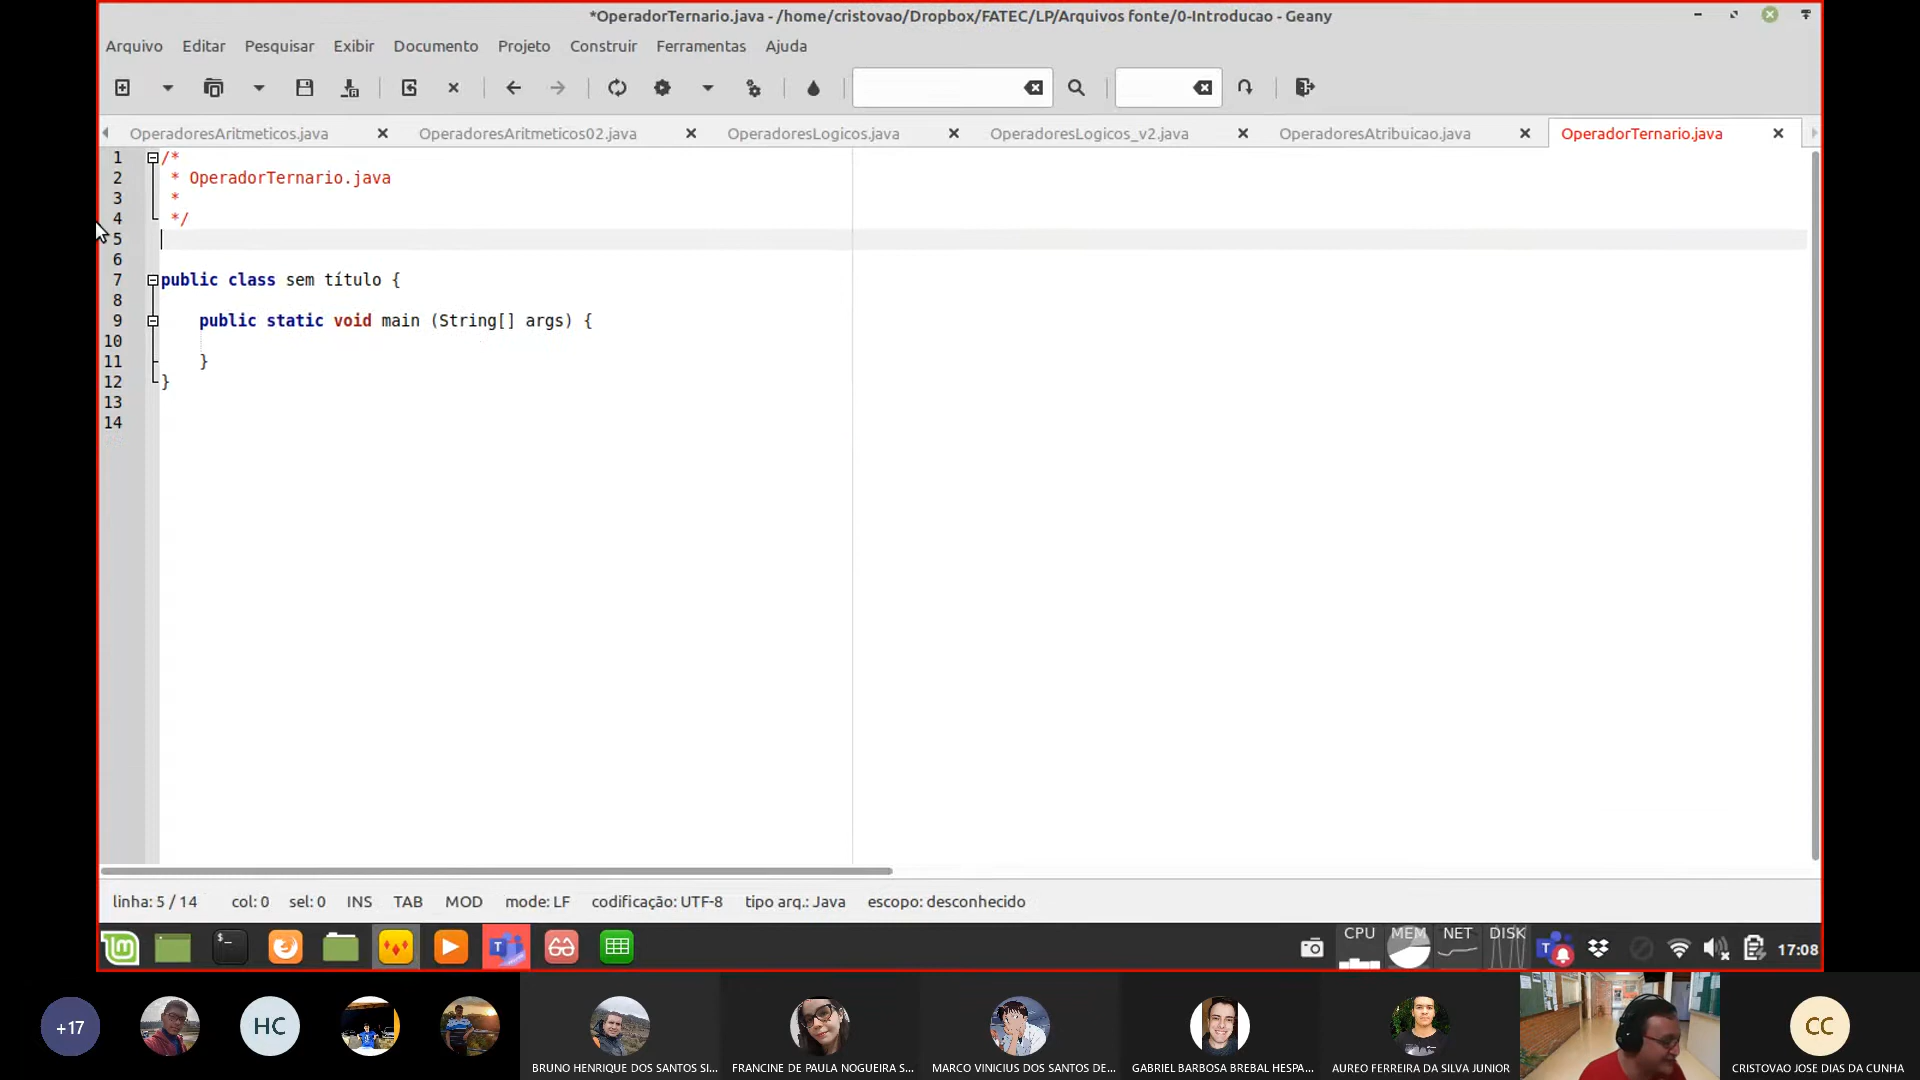 *OperadorTernario.java - /home/cristovao/Dropbox/FATEC/LP/Arquivos fonte/0-Introducao - Geany
Arquivo Editar Pesquisar Exibir Documento Projeto Construir Ferramentas Ajuda
OperadoresAritmeticos.java OperadoresAritmeticos02.java OperadoresLogicos.java OperadoresLogicos_v2.java OperadoresAtribuicao.java OperadorTernario.java
1 /*
2 * OperadorTernario.java
3 *
4 */
5
6
7 public class sem título {
8
9 public static void main (String[] args) {
10
11 }
12 }
13
14
linha: 5 / 14 col: 0 sel: 0 INS TAB MOD mode: LF codificação: UTF-8 tipo arq.: Java escopo: desconhecido
CPU MEM NET DISK 17:08
+17 HC CC
BRUNO HENRIQUE DOS SANTOS SI... FRANCINE DE PAULA NOGUEIRA S... MARCO VINICIUS DOS SANTOS DE... GABRIEL BARBOSA BREBAL HESPA... AUREO FERREIRA DA SILVA JUNIOR CRISTOVAO JOSE DIAS DA CUNHA